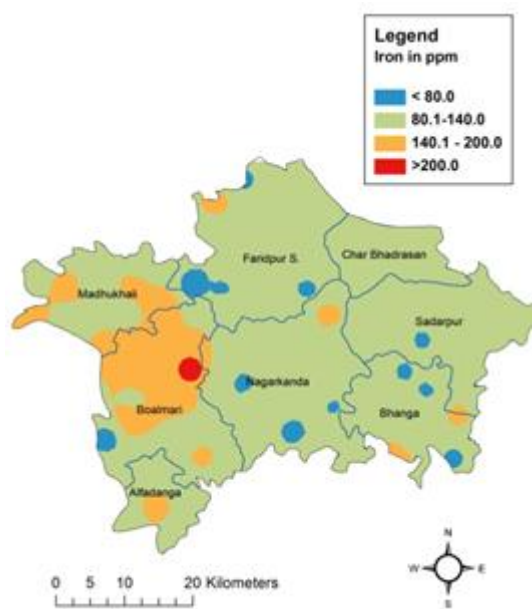 Legend
Iron in ppm
< 80.0
80.1-140.0
140.1 - 200.0
>200.0
Faridpur S.
Char Bhadrasan
Madhukhali
Sadarpur
Nagarkanda
Boalmari
Bhanga
Alfadanga
0 5 10 20 Kilometers
N
W E
S